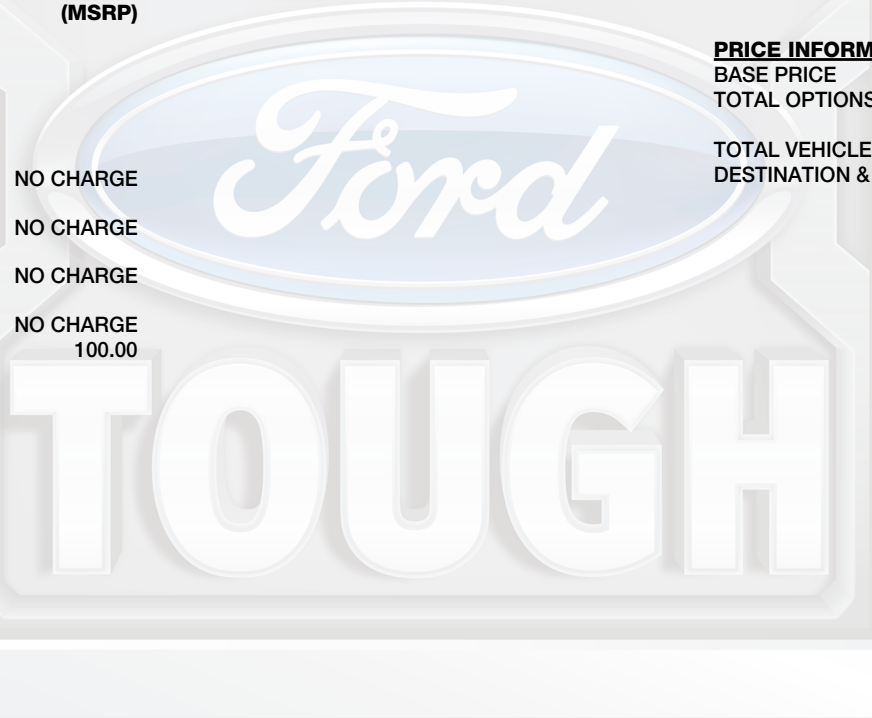 (MSRP)
PRICE INFORM
BASE PRICE
TOTAL OPTIONS
TOTAL VEHICLE
DESTINATION &
NO CHARGE
NO CHARGE
NO CHARGE
NO CHARGE
100.00
Ford
TOUGH